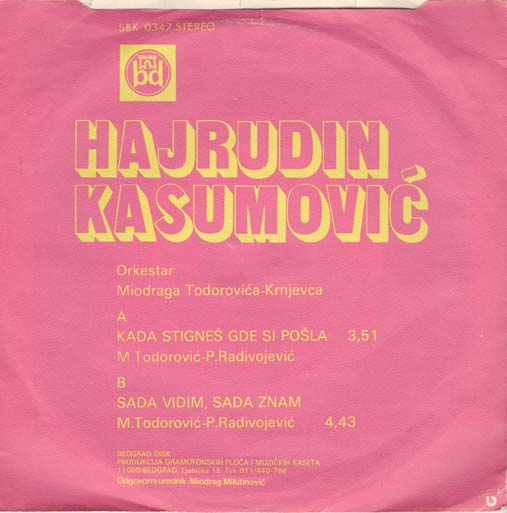 SBK 0347 STEREO
HAJRUDIN
KASUMOVIĆ
Orkestar
Miodraga Todorovića-Krnjevca
A
KADA STIGNEŠ GDE SI POŠLA 3,51
M.Todorović-P.Radivojević
B
SADA VIDIM, SADA ZNAM
M.Todorović-P.Radivojević 4,43
BEOGRAD DISK
PRODUKCIJA GRAMOFONSKIH PLOČA I MUZIČKIH KASETA
11000 BEOGRAD, Ljubićka 15. Tel. 011/440-786
Odgovorni urednik-Miodrag Milutinović